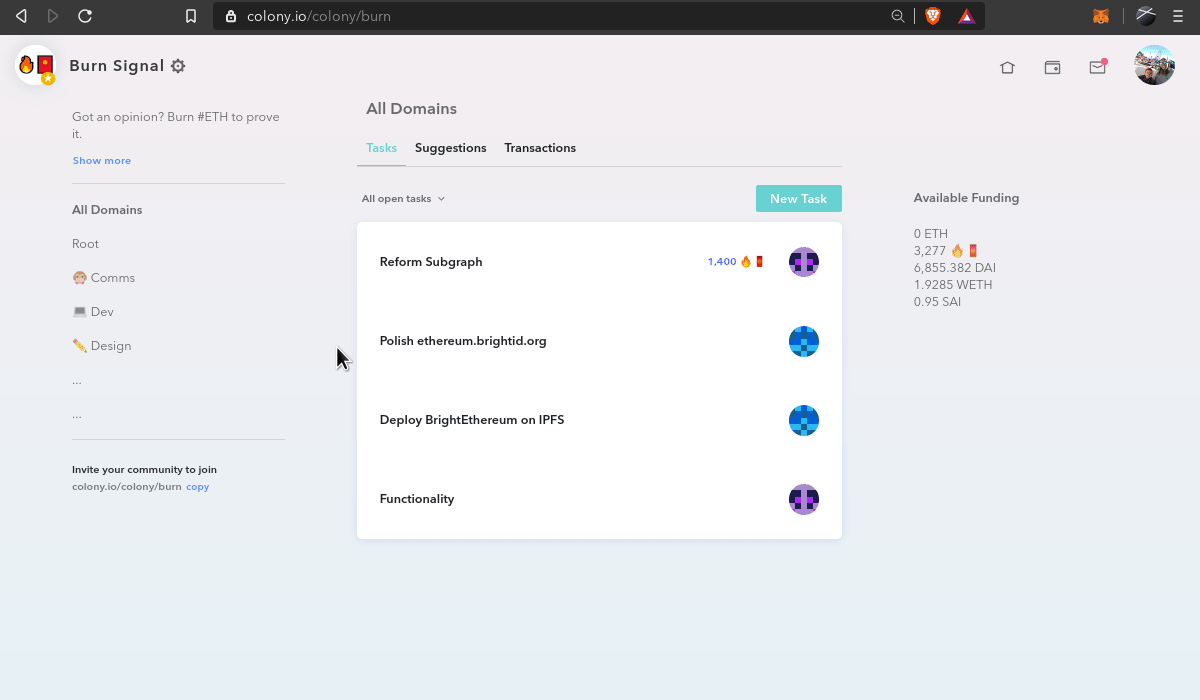 colony.io/colony/burn
Burn Signal
Got an opinion? Burn #ETH to prove
it.
Show more
All Domains
Root
🐵 Comms
💻 Dev
✏️ Design
...
...
Invite your community to join
colony.io/colony/burn copy
All Domains
Tasks Suggestions Transactions
All open tasks
New Task
Reform Subgraph 1,400 🔥🧧
Polish ethereum.brightid.org
Deploy BrightEthereum on IPFS
Functionality
Available Funding
0 ETH
3,277 🔥🧧
6,855.382 DAI
1.9285 WETH
0.95 SAI